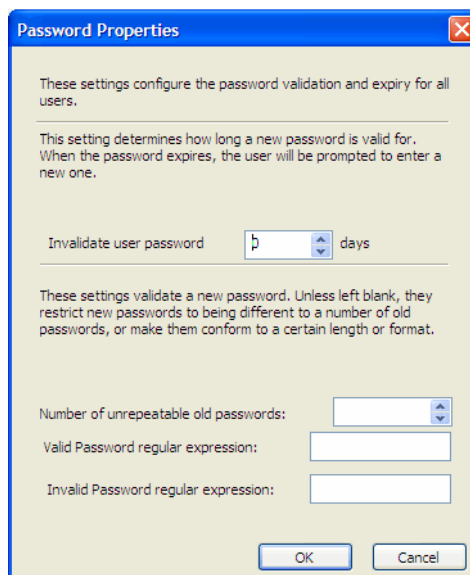 Password Properties
These settings configure the password validation and expiry for all
users.
This setting determines how long a new password is valid for.
When the password expires, the user will be prompted to enter a
new one.
Invalidate user password 0 days
These settings validate a new password. Unless left blank, they
restrict new passwords to being different to a number of old
passwords, or make them conform to a certain length or format.
Number of unrepeatable old passwords:
Valid Password regular expression:
Invalid Password regular expression:
OK Cancel